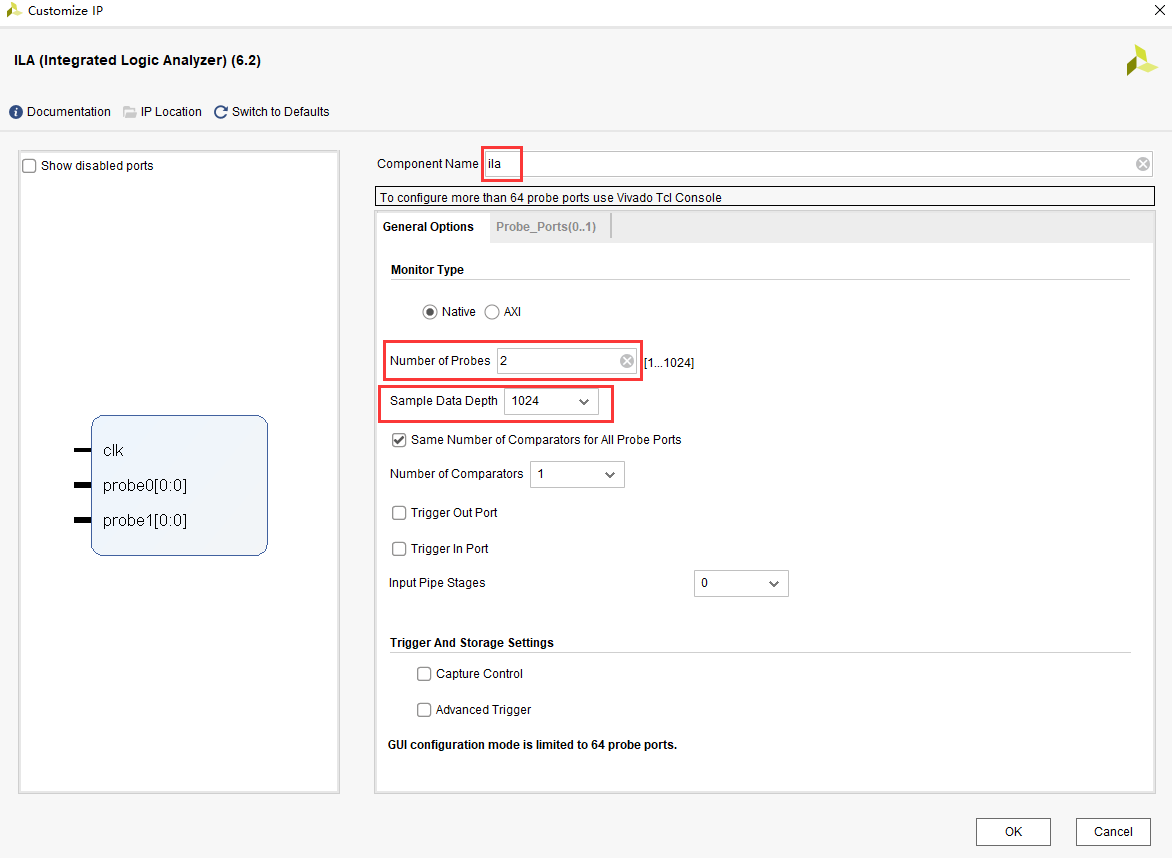 Customize IP
ILA (Integrated Logic Analyzer) (6.2)
Documentation IP Location Switch to Defaults
Show disabled ports
clk
probe0[0:0]
probe1[0:0]
Component Name ila
To configure more than 64 probe ports use Vivado Tcl Console
General Options Probe_Ports(0..1)
Monitor Type
Native AXI
Number of Probes 2 [1...1024]
Sample Data Depth 1024
Same Number of Comparators for All Probe Ports
Number of Comparators 1
Trigger Out Port
Trigger In Port
Input Pipe Stages 0
Trigger And Storage Settings
Capture Control
Advanced Trigger
GUI configuration mode is limited to 64 probe ports.
OK Cancel